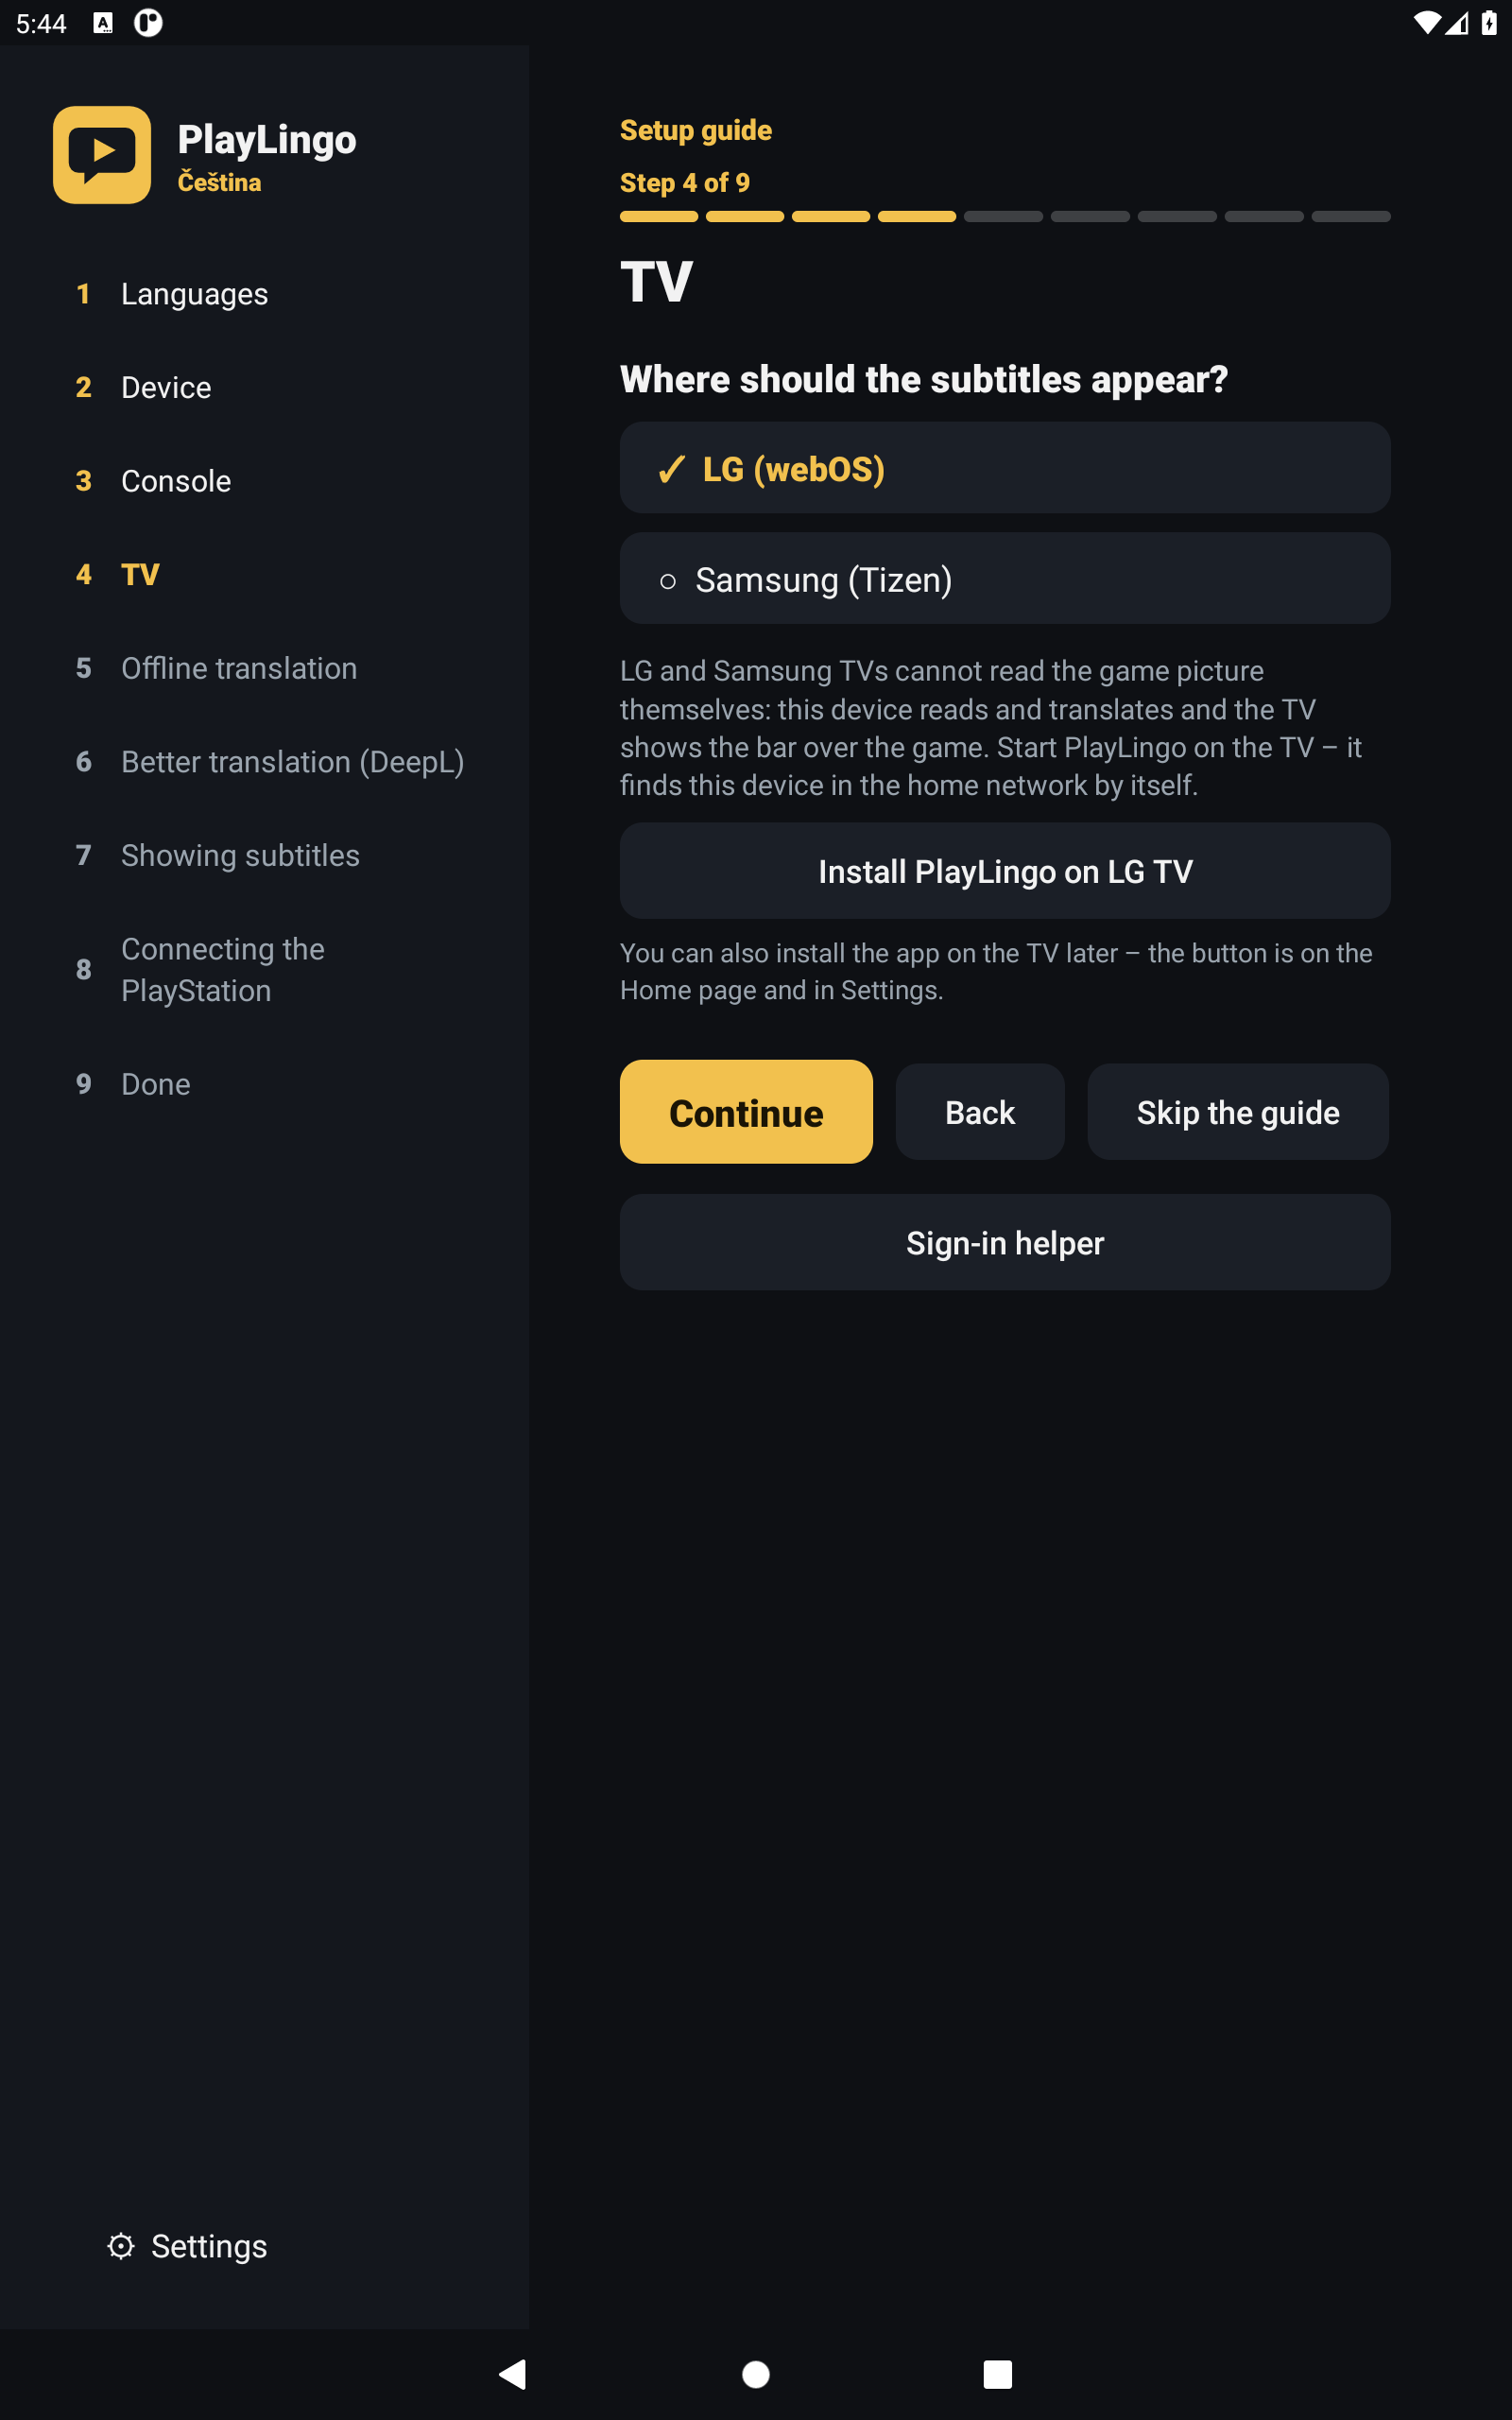 5:44
PlayLingo
Čeština
1 Languages
2 Device
3 Console
4 TV
5 Offline translation
6 Better translation (DeepL)
7 Showing subtitles
8 Connecting the
PlayStation
9 Done
Settings
Setup guide
Step 4 of 9
TV
Where should the subtitles appear?
✓ LG (webOS)
○ Samsung (Tizen)
LG and Samsung TVs cannot read the game picture
themselves: this device reads and translates and the TV
shows the bar over the game. Start PlayLingo on the TV – it
finds this device in the home network by itself.
Install PlayLingo on LG TV
You can also install the app on the TV later – the button is on the
Home page and in Settings.
Continue
Back
Skip the guide
Sign-in helper